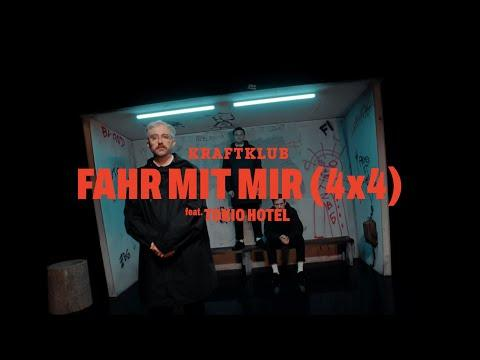 KRAFTKLUB
FAHR MIT MIR (4x4)
feat. TOKIO HOTEL